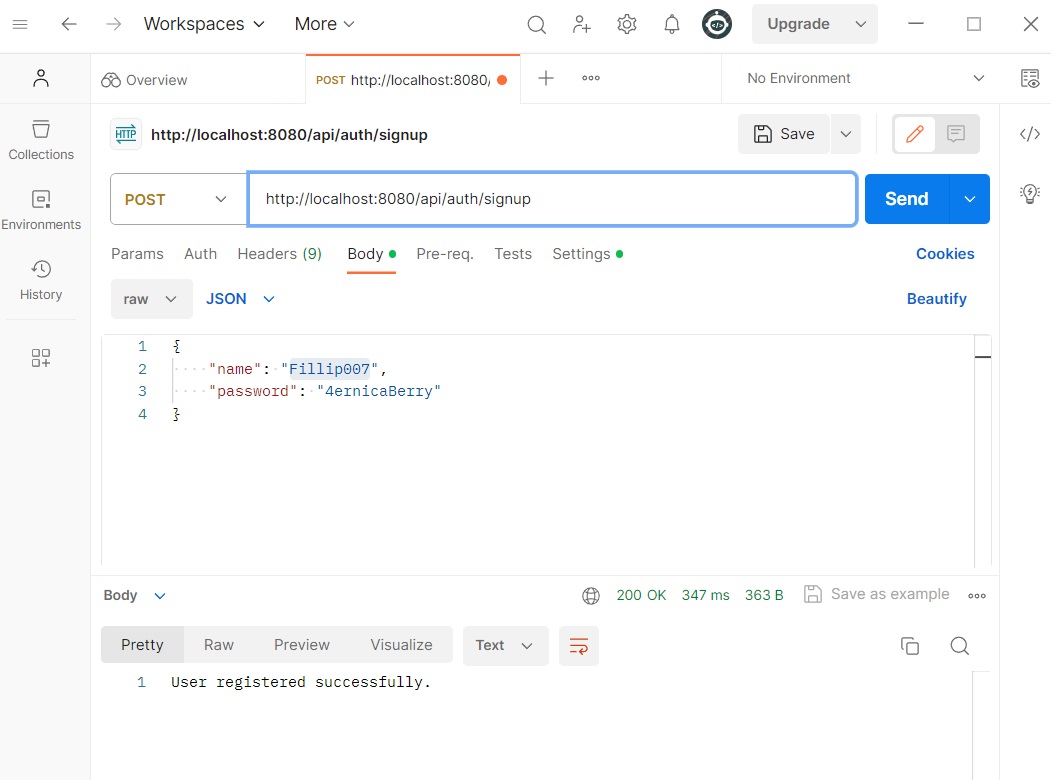 Workspaces More Upgrade
Overview POST http://localhost:8080/ No Environment
HTTP http://localhost:8080/api/auth/signup Save
Collections
POST http://localhost:8080/api/auth/signup Send
Environments
Params Auth Headers (9) Body Pre-req. Tests Settings Cookies
History
raw JSON Beautify
1 {
2 "name": "Fillip007",
3 "password": "4ernicaBerry"
4 }
Body 200 OK 347 ms 363 B Save as example
Pretty Raw Preview Visualize Text
1 User registered successfully.